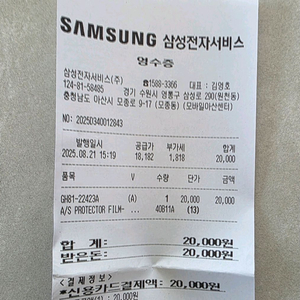 SAMSUNG 삼성전자서비스
영수증
삼성전자서비스(주) ☎1588-3366 대표 : 김영호
124-81-58485 경기 수원시 영통구 삼성로 290(원천동)
충청남도 아산시 모종로 9-17 (모종동) (모바일아산센터)
NO: 2025D340012843
발행일시 공급가 부가세
2025.08.21 15:19 18,182 1,818 20,000
품목 V 수량 단가 금액
GH81-22423A (A) 1 20,000 20,000
A/S PROTECTOR FILM- ... 40B11A (13)
합 계: 20,000원
받은돈: 20,000원
<결제정보>
*신용카드결제액: 20,000원
20,000원